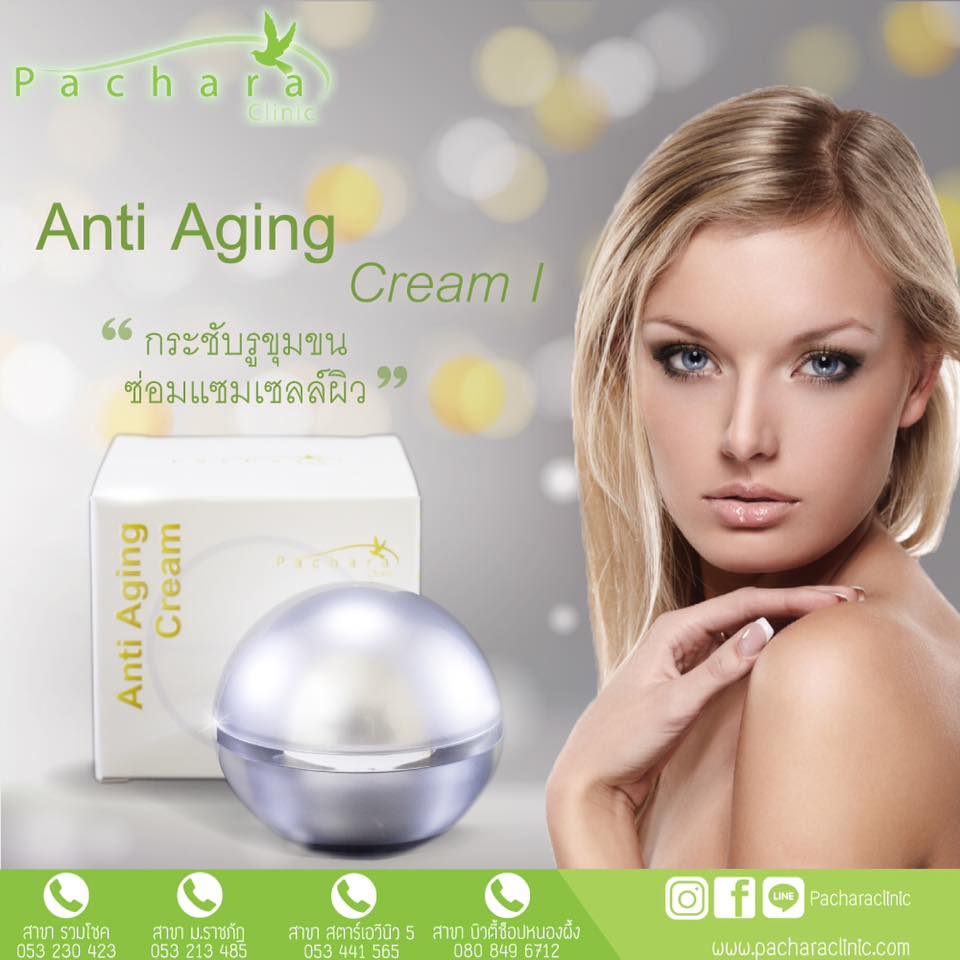 Pachara
Clinic
Anti Aging
Cream I
“ กระชับรูขุมขน
ซ่อมแซมเซลล์ผิว ”
Anti Aging
Cream
Pachara
Clinic
สาขา รวมโชค
053 230 423
สาขา ม.ราชภัฏ
053 213 485
สาขา สตาร์เอวินิว 5
053 441 565
สาขา บิวตี้ช็อปหนองผึ้ง
080 849 6712
LINE
Pacharaclinic
www.pacharaclinic.com